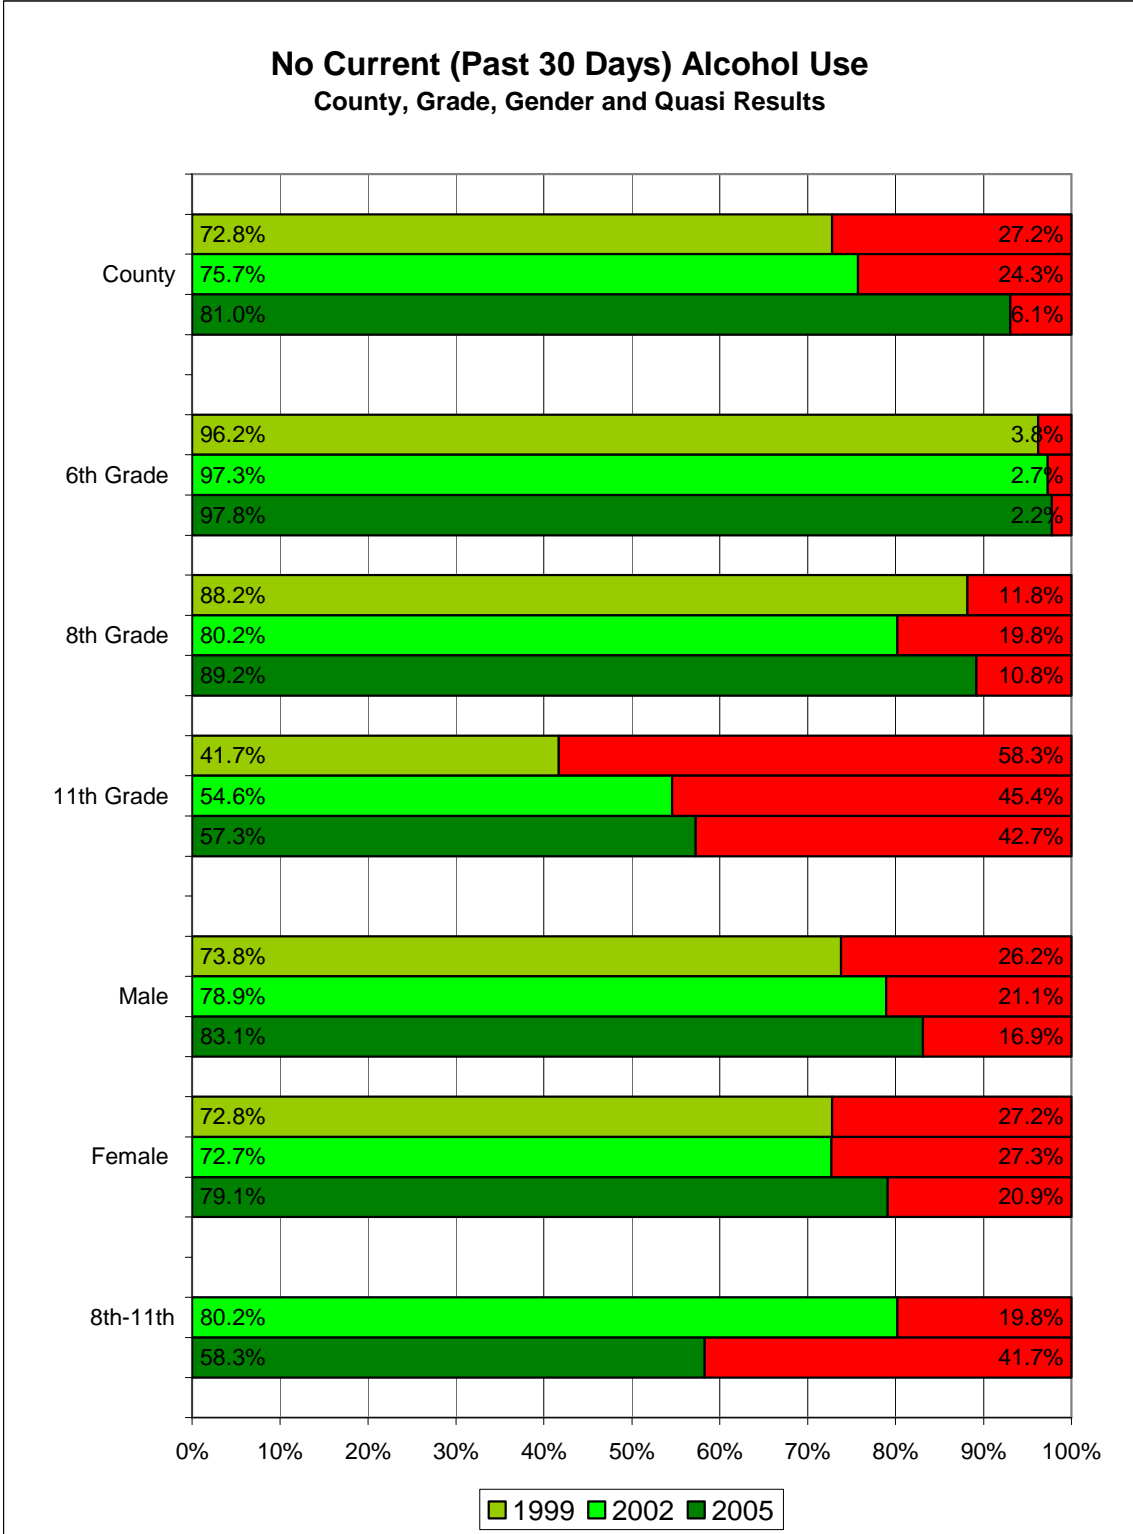 No Current (Past 30 Days) Alcohol Use
County, Grade, Gender and Quasi Results
72.8% 27.2%
County 75.7% 24.3%
81.0% 6.1%
96.2% 3.8%
6th Grade 97.3% 2.7%
97.8% 2.2%
88.2% 11.8%
8th Grade 80.2% 19.8%
89.2% 10.8%
41.7% 58.3%
11th Grade 54.6% 45.4%
57.3% 42.7%
73.8% 26.2%
Male 78.9% 21.1%
83.1% 16.9%
72.8% 27.2%
Female 72.7% 27.3%
79.1% 20.9%
8th-11th 80.2% 19.8%
58.3% 41.7%
0% 10% 20% 30% 40% 50% 60% 70% 80% 90% 100%
1999 2002 2005